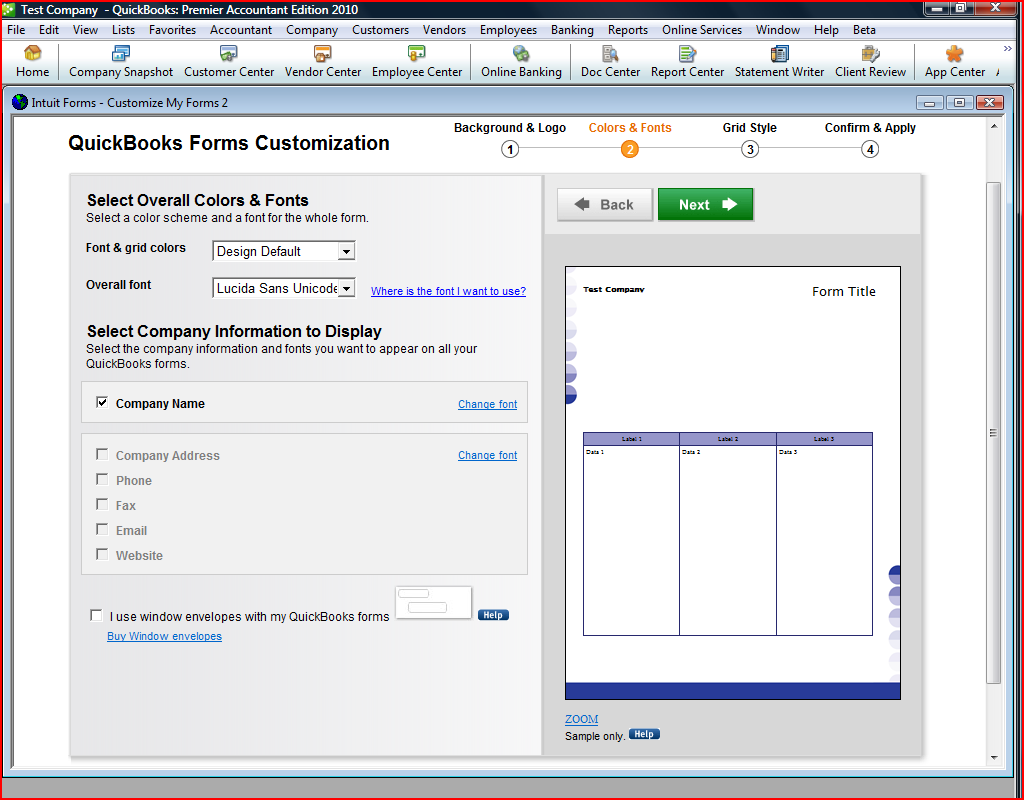 Test Company - QuickBooks: Premier Accountant Edition 2010
File Edit View Lists Favorites Accountant Company Customers Vendors Employees Banking Reports Online Services Window Help Beta
Home Company Snapshot Customer Center Vendor Center Employee Center Online Banking Doc Center Report Center Statement Writer Client Review App Center
Intuit Forms - Customize My Forms 2
QuickBooks Forms Customization
Background & Logo Colors & Fonts Grid Style Confirm & Apply
1 2 3 4
Select Overall Colors & Fonts
Select a color scheme and a font for the whole form.
Font & grid colors Design Default
Overall font Lucida Sans Unicode Where is the font I want to use?
Select Company Information to Display
Select the company information and fonts you want to appear on all your
QuickBooks forms.
Company Name Change font
Company Address Change font
Phone
Fax
Email
Website
I use window envelopes with my QuickBooks forms Help
Buy Window envelopes
Back Next
Test Company Form Title
Label 1 Label 2 Label 3
Data 1 Data 2 Data 3
ZOOM
Sample only. Help